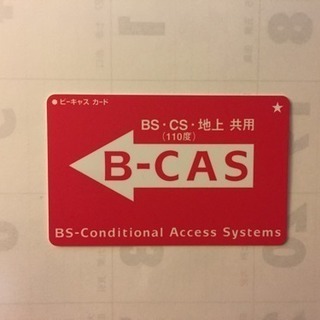 ●ビーキャス カード
★
BS・CS・地上 共用
(110度)
B-CAS
BS-Conditional Access Systems